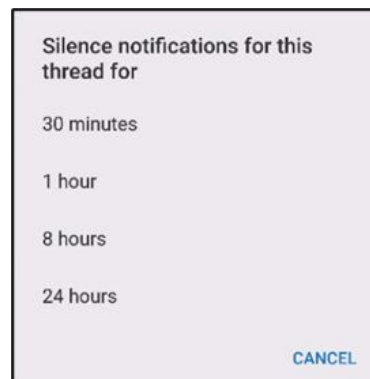 Silence notifications for this
thread for
30 minutes
1 hour
8 hours
24 hours
CANCEL